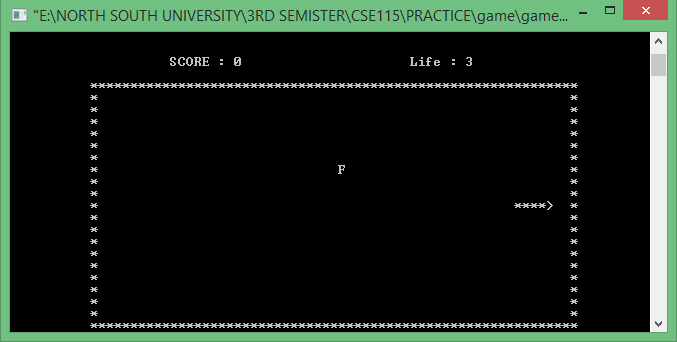 "E:\NORTH SOUTH UNIVERSITY\3RD SEMISTER\CSE115\PRACTICE\game\game...
SCORE : 0 Life : 3
F
****>